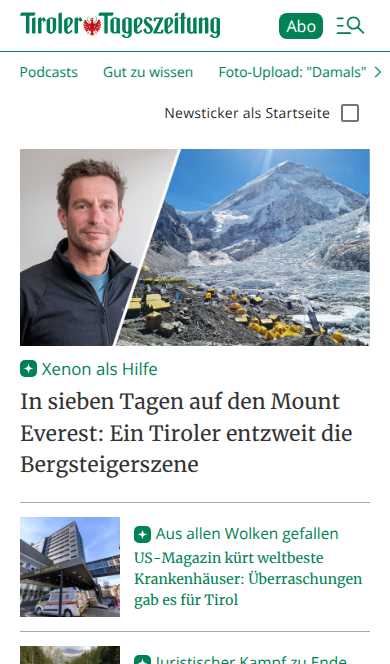 Tiroler Tageszeitung
Abo
Podcasts Gut zu wissen Foto-Upload: "Damals"
Newsticker als Startseite
Xenon als Hilfe
In sieben Tagen auf den Mount
Everest: Ein Tiroler entzweit die
Bergsteigerszene
Aus allen Wolken gefallen
US-Magazin kürt weltbeste
Krankenhäuser: Überraschungen
gab es für Tirol
Juristischer Kampf zu Ende